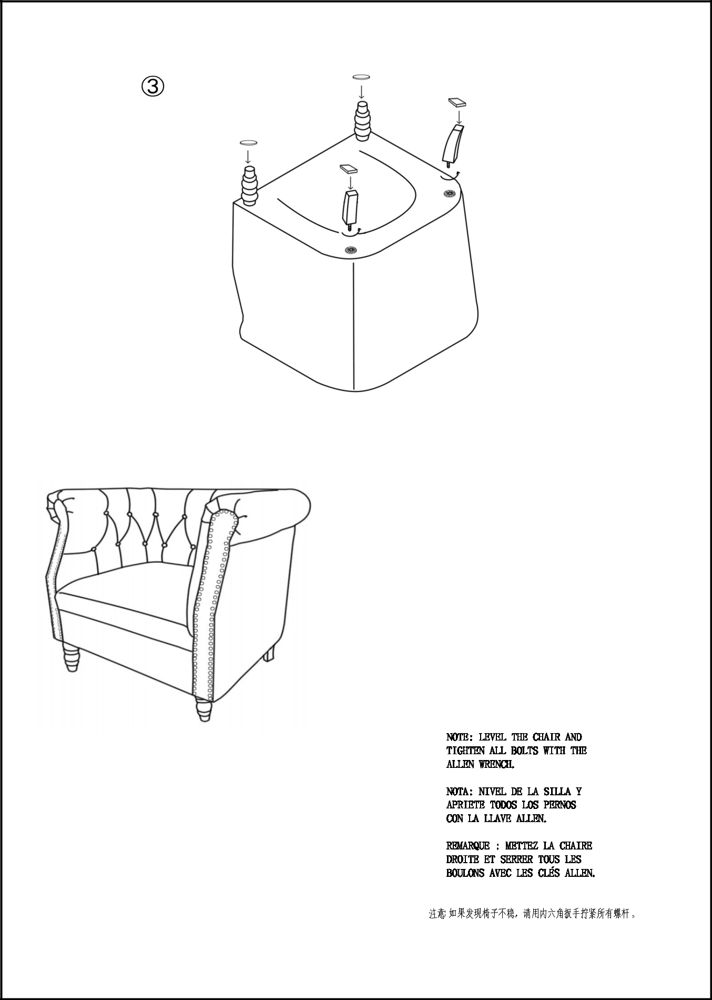 ③
NOTE: LEVEL THE CHAIR AND
TIGHTEN ALL BOLTS WITH THE
ALLEN WRENCH.
NOTA: NIVEL DE LA SILLA Y
APRIETE TODOS LOS PERNOS
CON LA LLAVE ALLEN.
REMARQUE : METTEZ LA CHAIRE
DROITE ET SERRER TOUS LES
BOULONS AVEC LES CLÉS ALLEN.
注意:如果发现椅子不稳，请用内六角扳手拧紧所有螺杆。